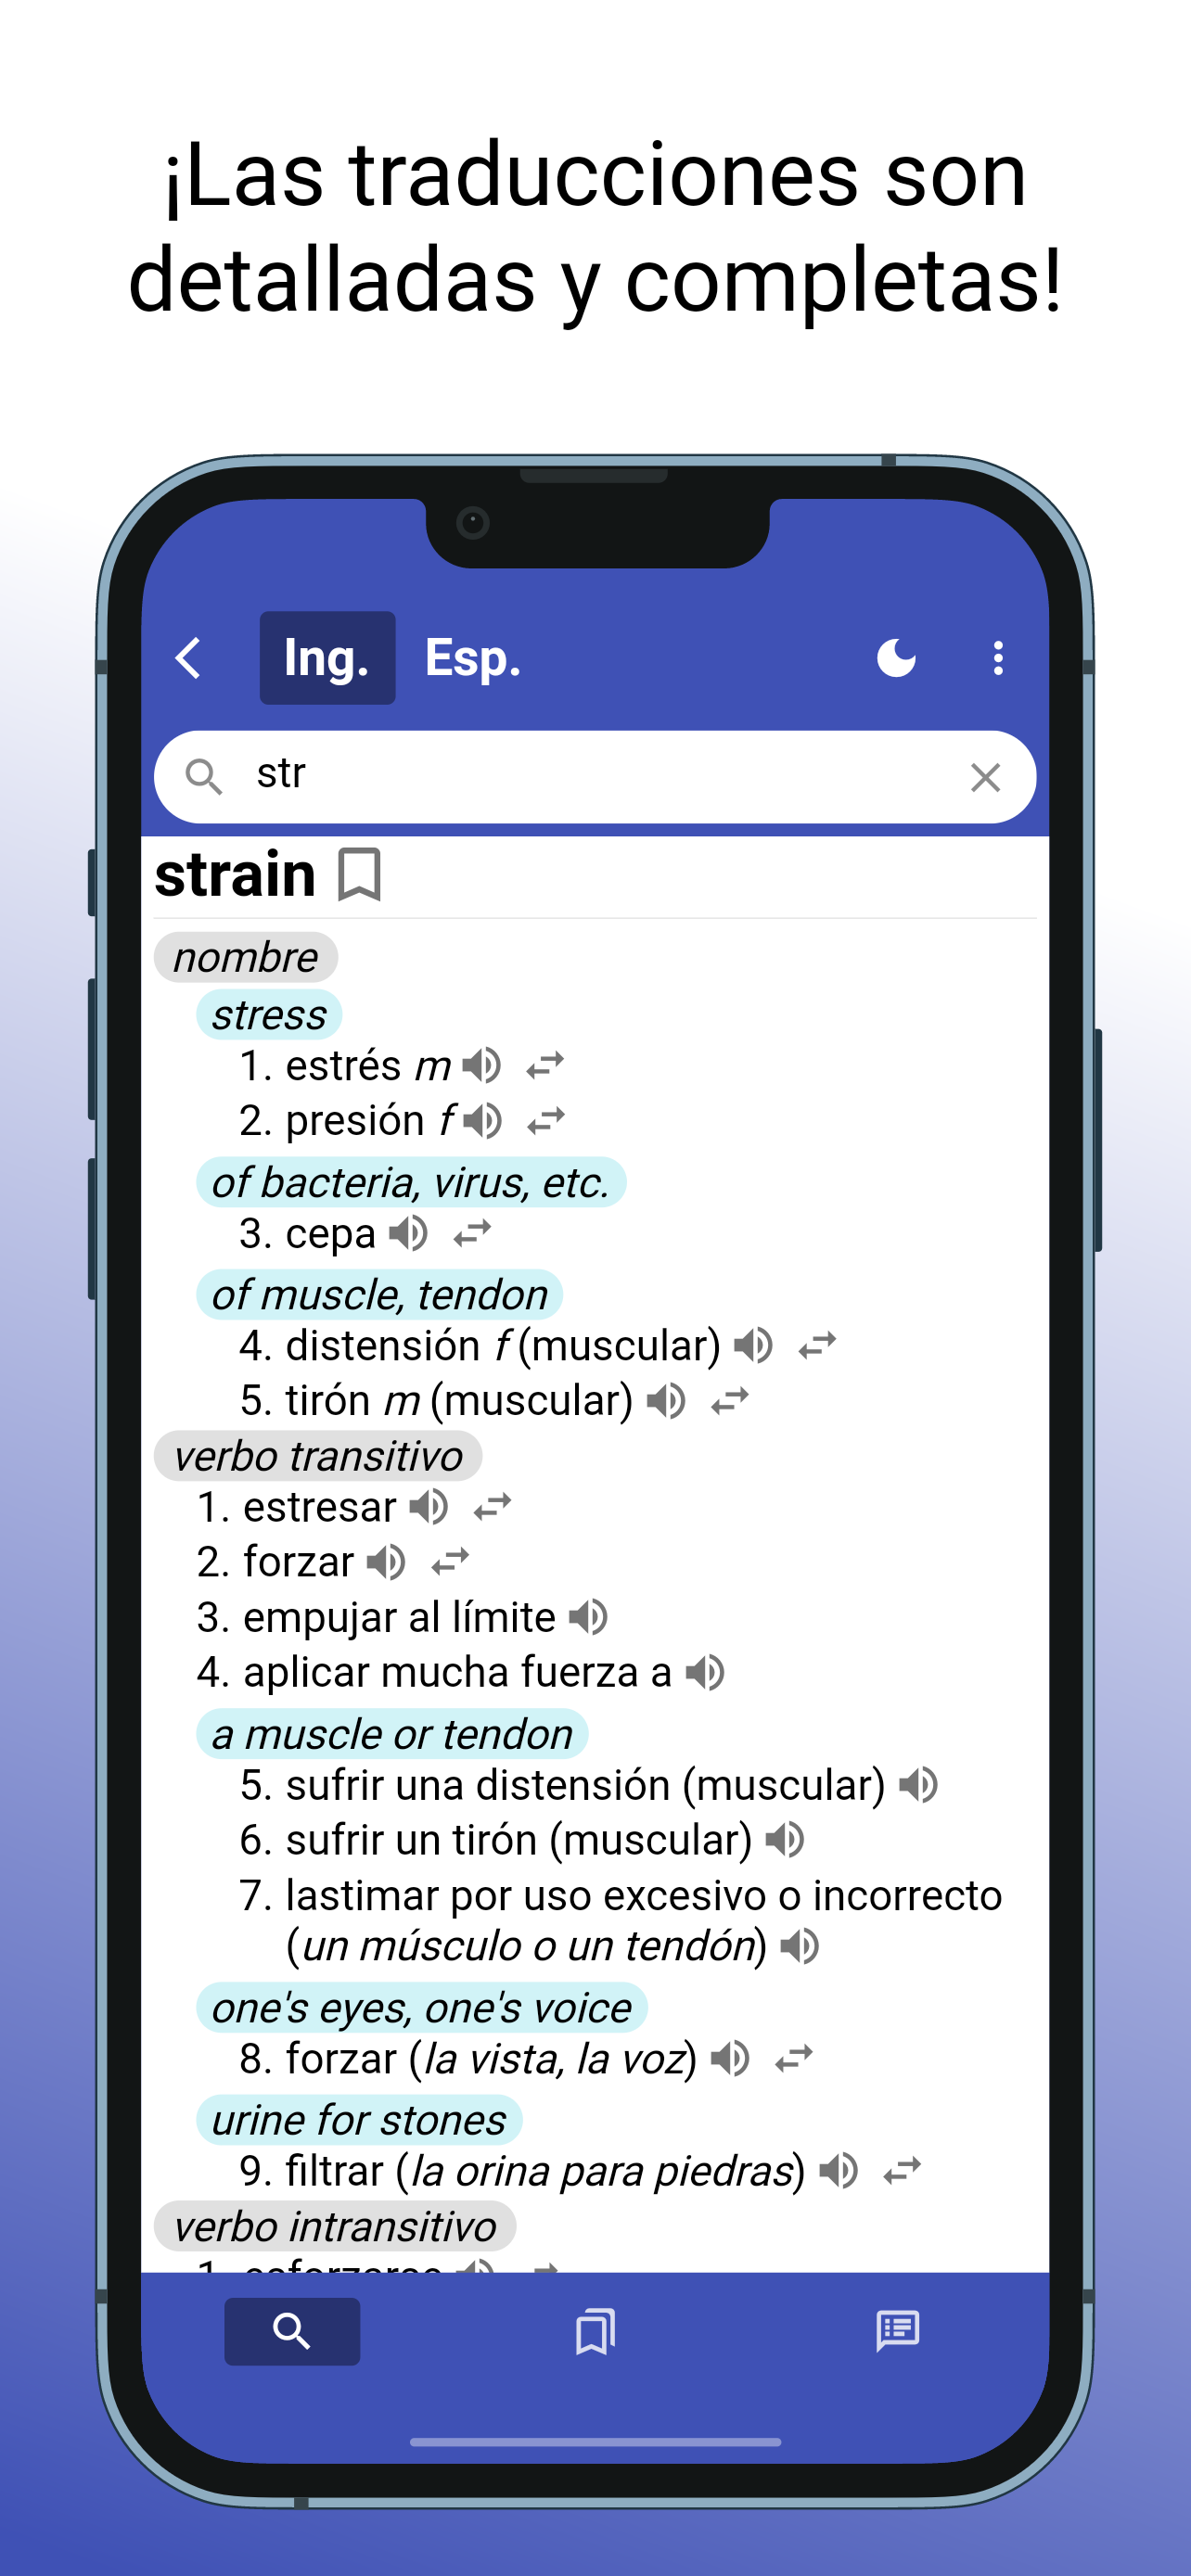 ¡Las traducciones son
detalladas y completas!
Ing. Esp.
str
strain
nombre
stress
1. estrés m
2. presión f
of bacteria, virus, etc.
3. cepa
of muscle, tendon
4. distensión f (muscular)
5. tirón m (muscular)
verbo transitivo
1. estresar
2. forzar
3. empujar al límite
4. aplicar mucha fuerza a
a muscle or tendon
5. sufrir una distensión (muscular)
6. sufrir un tirón (muscular)
7. lastimar por uso excesivo o incorrecto
(un músculo o un tendón)
one's eyes, one's voice
8. forzar (la vista, la voz)
urine for stones
9. filtrar (la orina para piedras)
verbo intransitivo
1. esforzarse